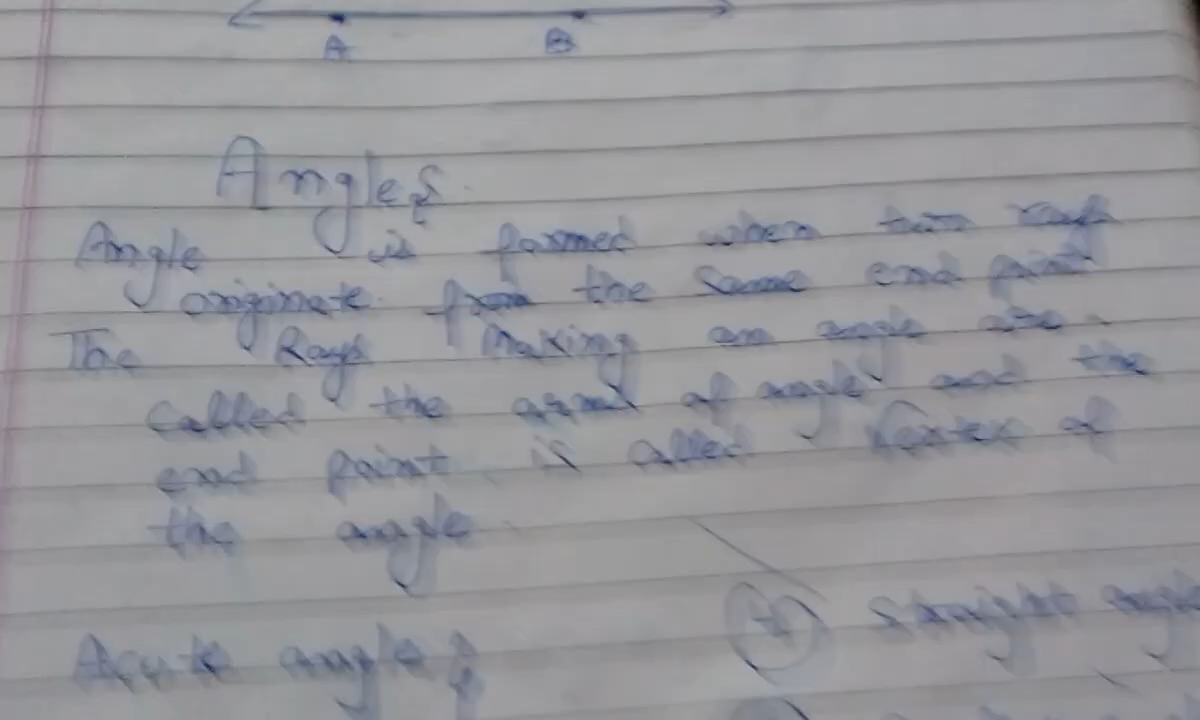 A B
Angle:
Angle is formed when two rays
originate from the same end point
The Rays Making an angle are
called the arms of angle and the
end point is called Vertex of
the angle
Acute angle:
Straight angle